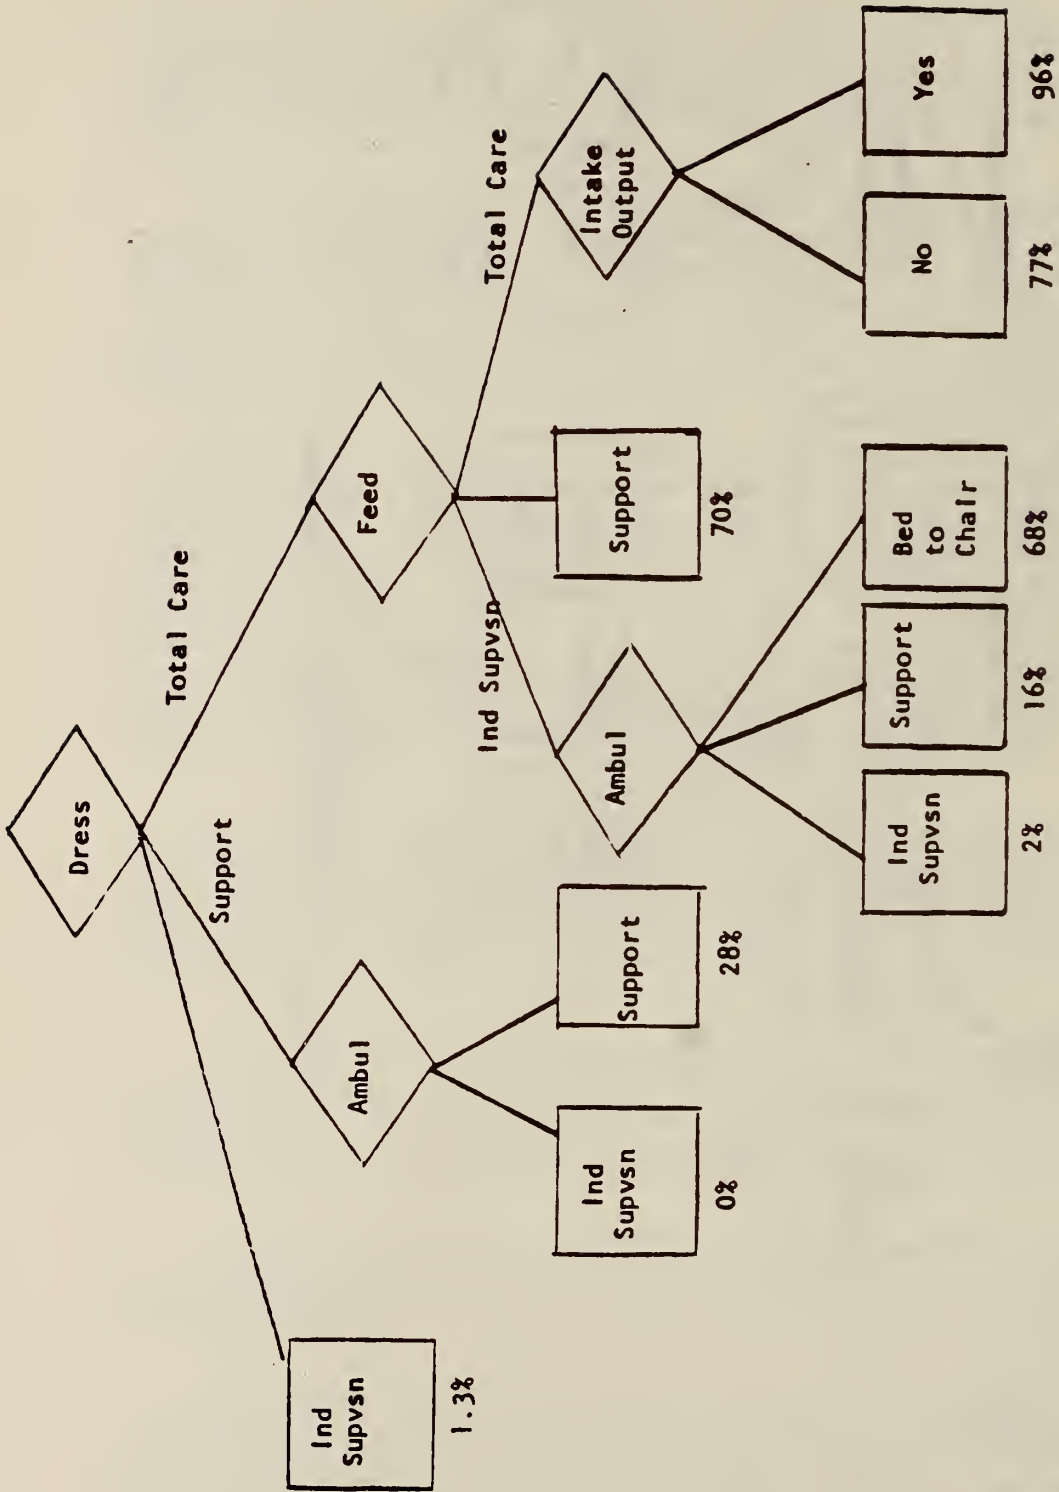 Dress
Total Care
Support
Ind
Supvsn
1.3%
Ambul
Feed
Total Care
Ind Supvsn
Ind
Supvsn
0%
Support
28%
Ambul
Support
70%
Intake
Output
Ind
Supvsn
2%
Support
16%
Bed
to
Chair
68%
No
77%
Yes
96%